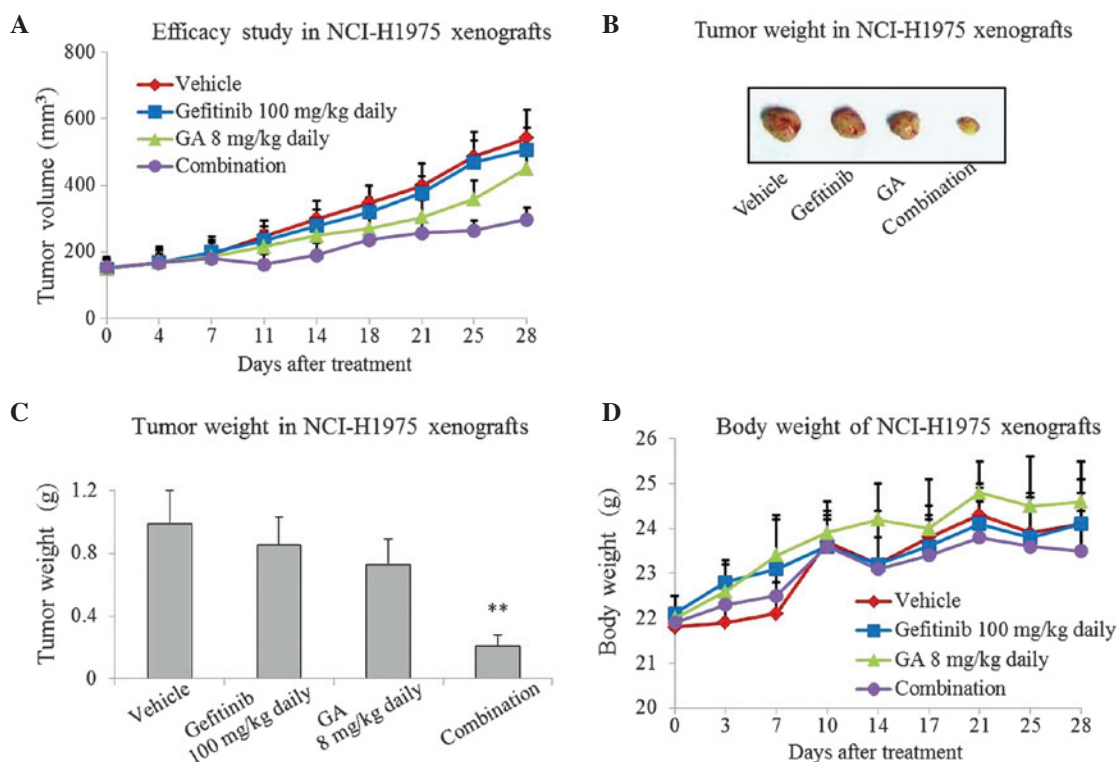 A
Efficacy study in NCI-H1975 xenografts
Tumor volume (mm³)
800
600
400
200
0
Vehicle
Gefitinib 100 mg/kg daily
GA 8 mg/kg daily
Combination
0 4 7 11 14 18 21 25 28
Days after treatment
B
Tumor weight in NCI-H1975 xenografts
Vehicle
Gefitinib
GA
Combination
C
Tumor weight in NCI-H1975 xenografts
Tumor weight (g)
1.2
0.8
0.4
0
**
Vehicle
Gefitinib
100 mg/kg daily
GA
8 mg/kg daily
Combination
D
Body weight of NCI-H1975 xenografts
Body weight (g)
26
25
24
23
22
21
20
Vehicle
Gefitinib 100 mg/kg daily
GA 8 mg/kg daily
Combination
0 3 7 10 14 17 21 25 28
Days after treatment